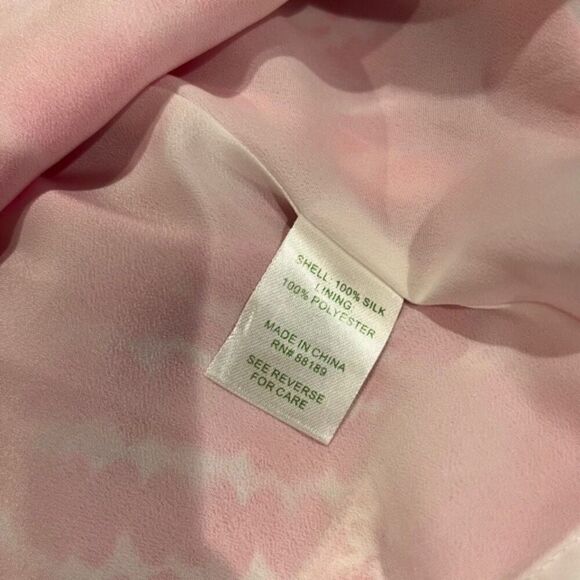 SHELL: 100% SILK
LINING:
100% POLYESTER
MADE IN CHINA
RN# 88189
SEE REVERSE
FOR CARE